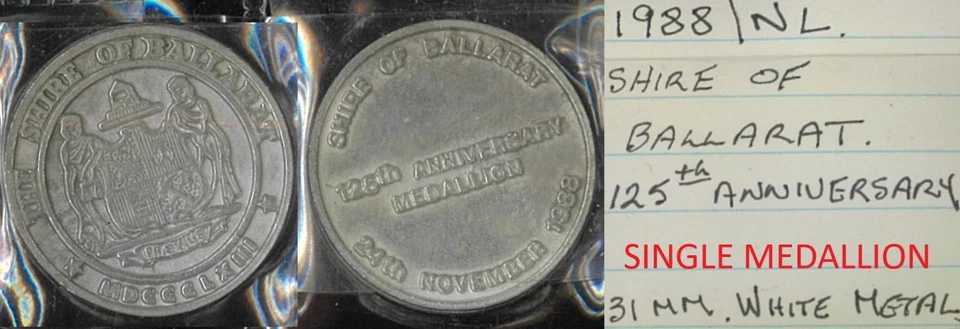 THE SHIRE OF BALLARAT
MDCCCLXIII
SHIRE OF BALLARAT
125th ANNIVERSARY
MEDALLION
24th NOVEMBER 1988
1988/NL.
SHIRE OF
BALLARAT.
125th ANNIVERSARY
SINGLE MEDALLION
31 MM. WHITE METAL.